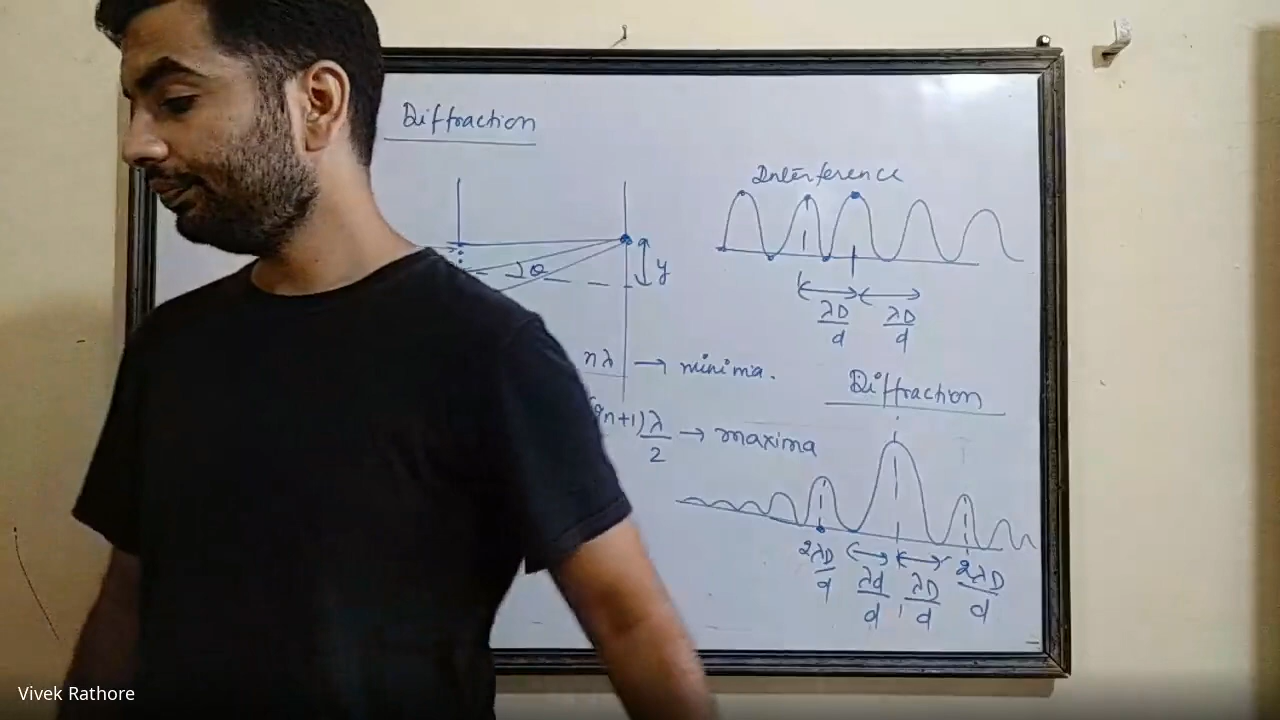 Diffraction
θ
y
nλ → minima.
(2n+1) λ/2 → maxima
Interference
λD/d λD/d
Diffraction
2λD/d λd/d λD/d 2λD/d
Vivek Rathore